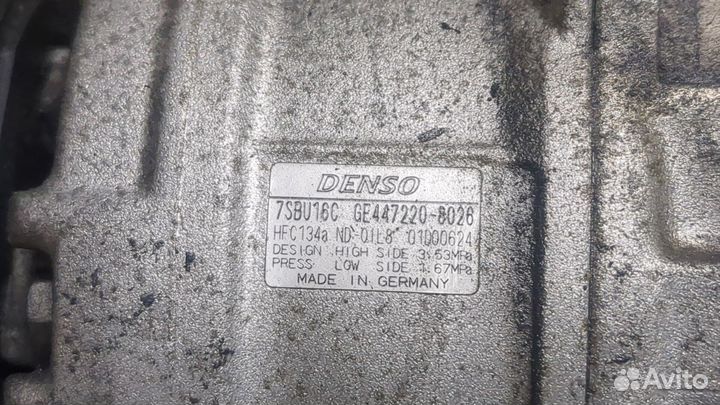 DENSO
7SBU16C GE447220-8026
HFC134a ND-OIL8 01D00624
DESIGN HIGH SIDE 3.53MPa
PRESS. LOW SIDE 1.67MPa
MADE IN GERMANY
Avito